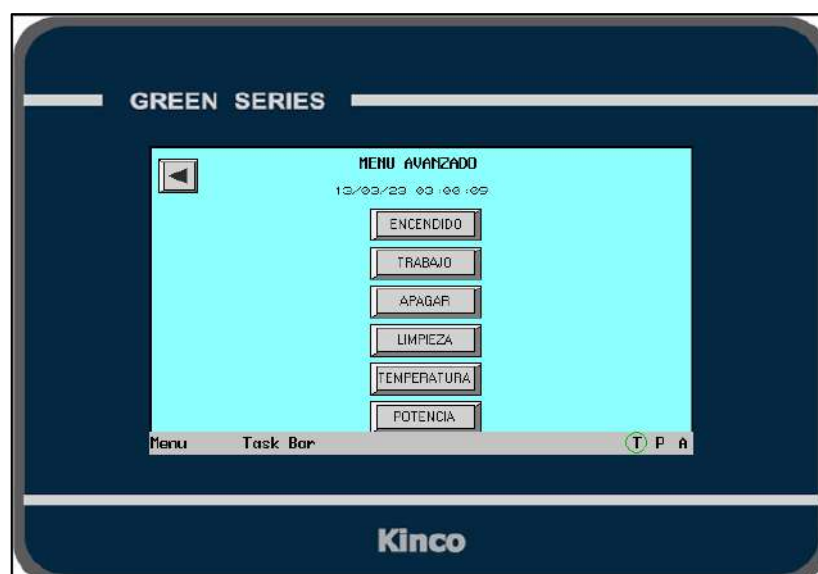 GREEN SERIES
MENU AVANZADO
13/03/23 03:00:09
ENCENDIDO
TRABAJO
APAGAR
LIMPIEZA
TEMPERATURA
POTENCIA
Menu Task Bar T P A
Kinco